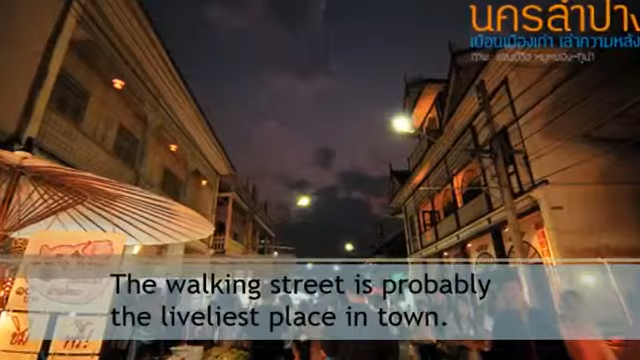 นครลำปาง
เยือนเมืองเก่า เล่าความหลัง
The walking street is probably
the liveliest place in town.